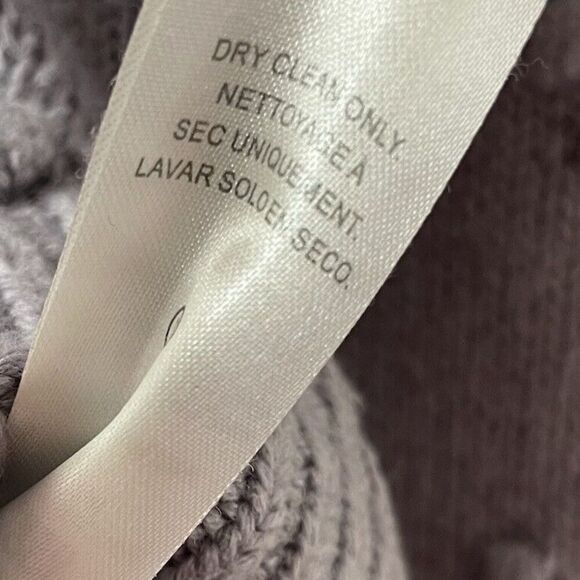 DRY CLEAN ONLY.
NETTOYAGE À
SEC UNIQUEMENT.
LAVAR SOLO EN SECO.